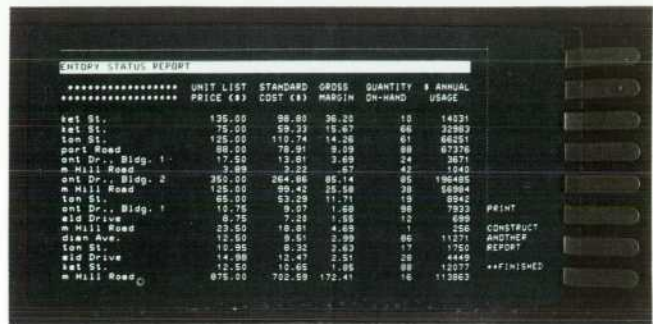 ENTORY STATUS REPORT
****************** UNIT LIST STANDARD GROSS QUANTITY $ ANNUAL
****************** PRICE ($) COST ($) MARGIN ON-HAND USAGE
ket St. 135.00 98.80 36.20 10 14031
ket St. 75.00 59.33 15.67 66 32983
ton St. 125.00 110.74 14.26 61 66251
port Road 88.00 78.91 9.09 88 67376
ont Dr., Bldg. 1 17.50 13.81 3.69 24 3671
m Hill Road 3.89 3.22 .67 42 1040
ont Dr., Bldg. 2 350.00 264.86 85.14 85 196485
m Hill Road 125.00 99.42 25.58 38 56984
ton St. 65.00 53.29 11.71 19 8942
ont Dr., Bldg. 1 10.75 9.07 1.68 98 7933 PRINT
eld Drive 8.75 7.20 1.55 12 699
m Hill Road 23.50 18.81 4.69 1 256 CONSTRUCT
dian Ave. 12.50 9.51 2.99 86 11271 ANOTHER
ton St. 10.95 8.32 2.63 1750 REPORT
eld Drive 14.98 12.47 2.51 28 4449
ket St. 12.50 10.65 1.85 88 12077 **FINISHED
m Hill Road 875.00 702.59 172.41 16 113863